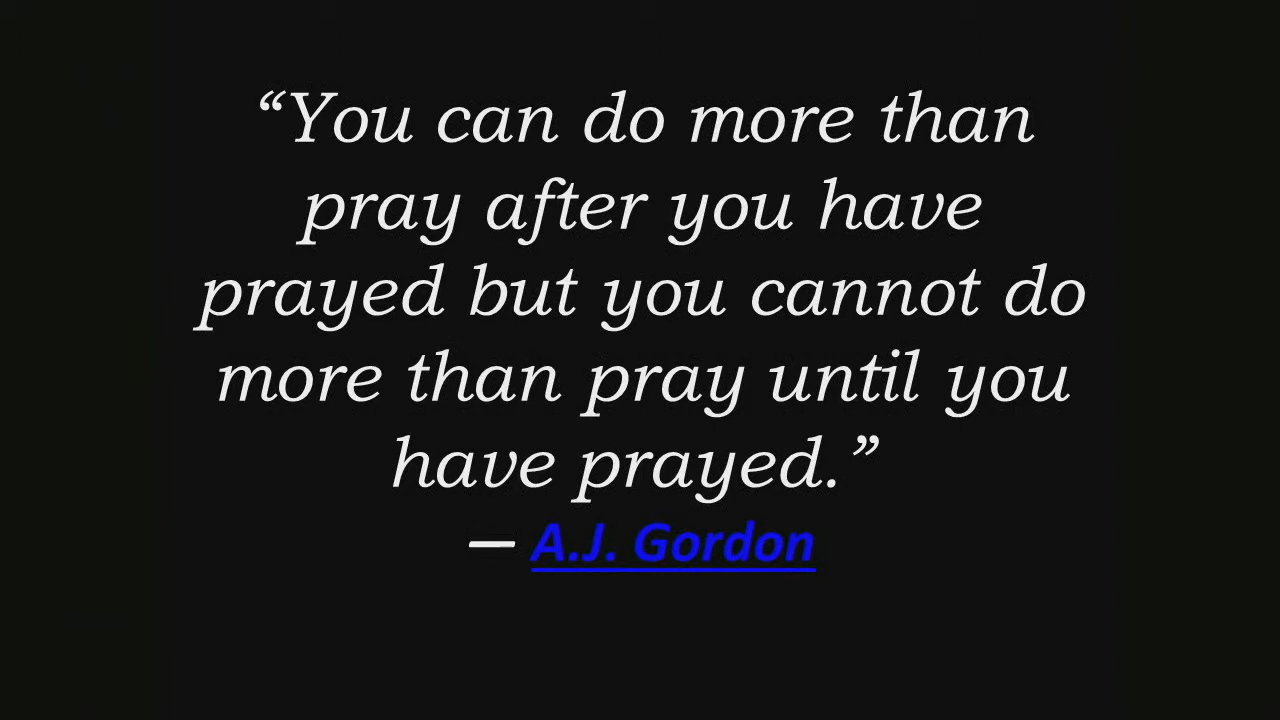 “You can do more than
pray after you have
prayed but you cannot do
more than pray until you
have prayed.”
— A.J. Gordon